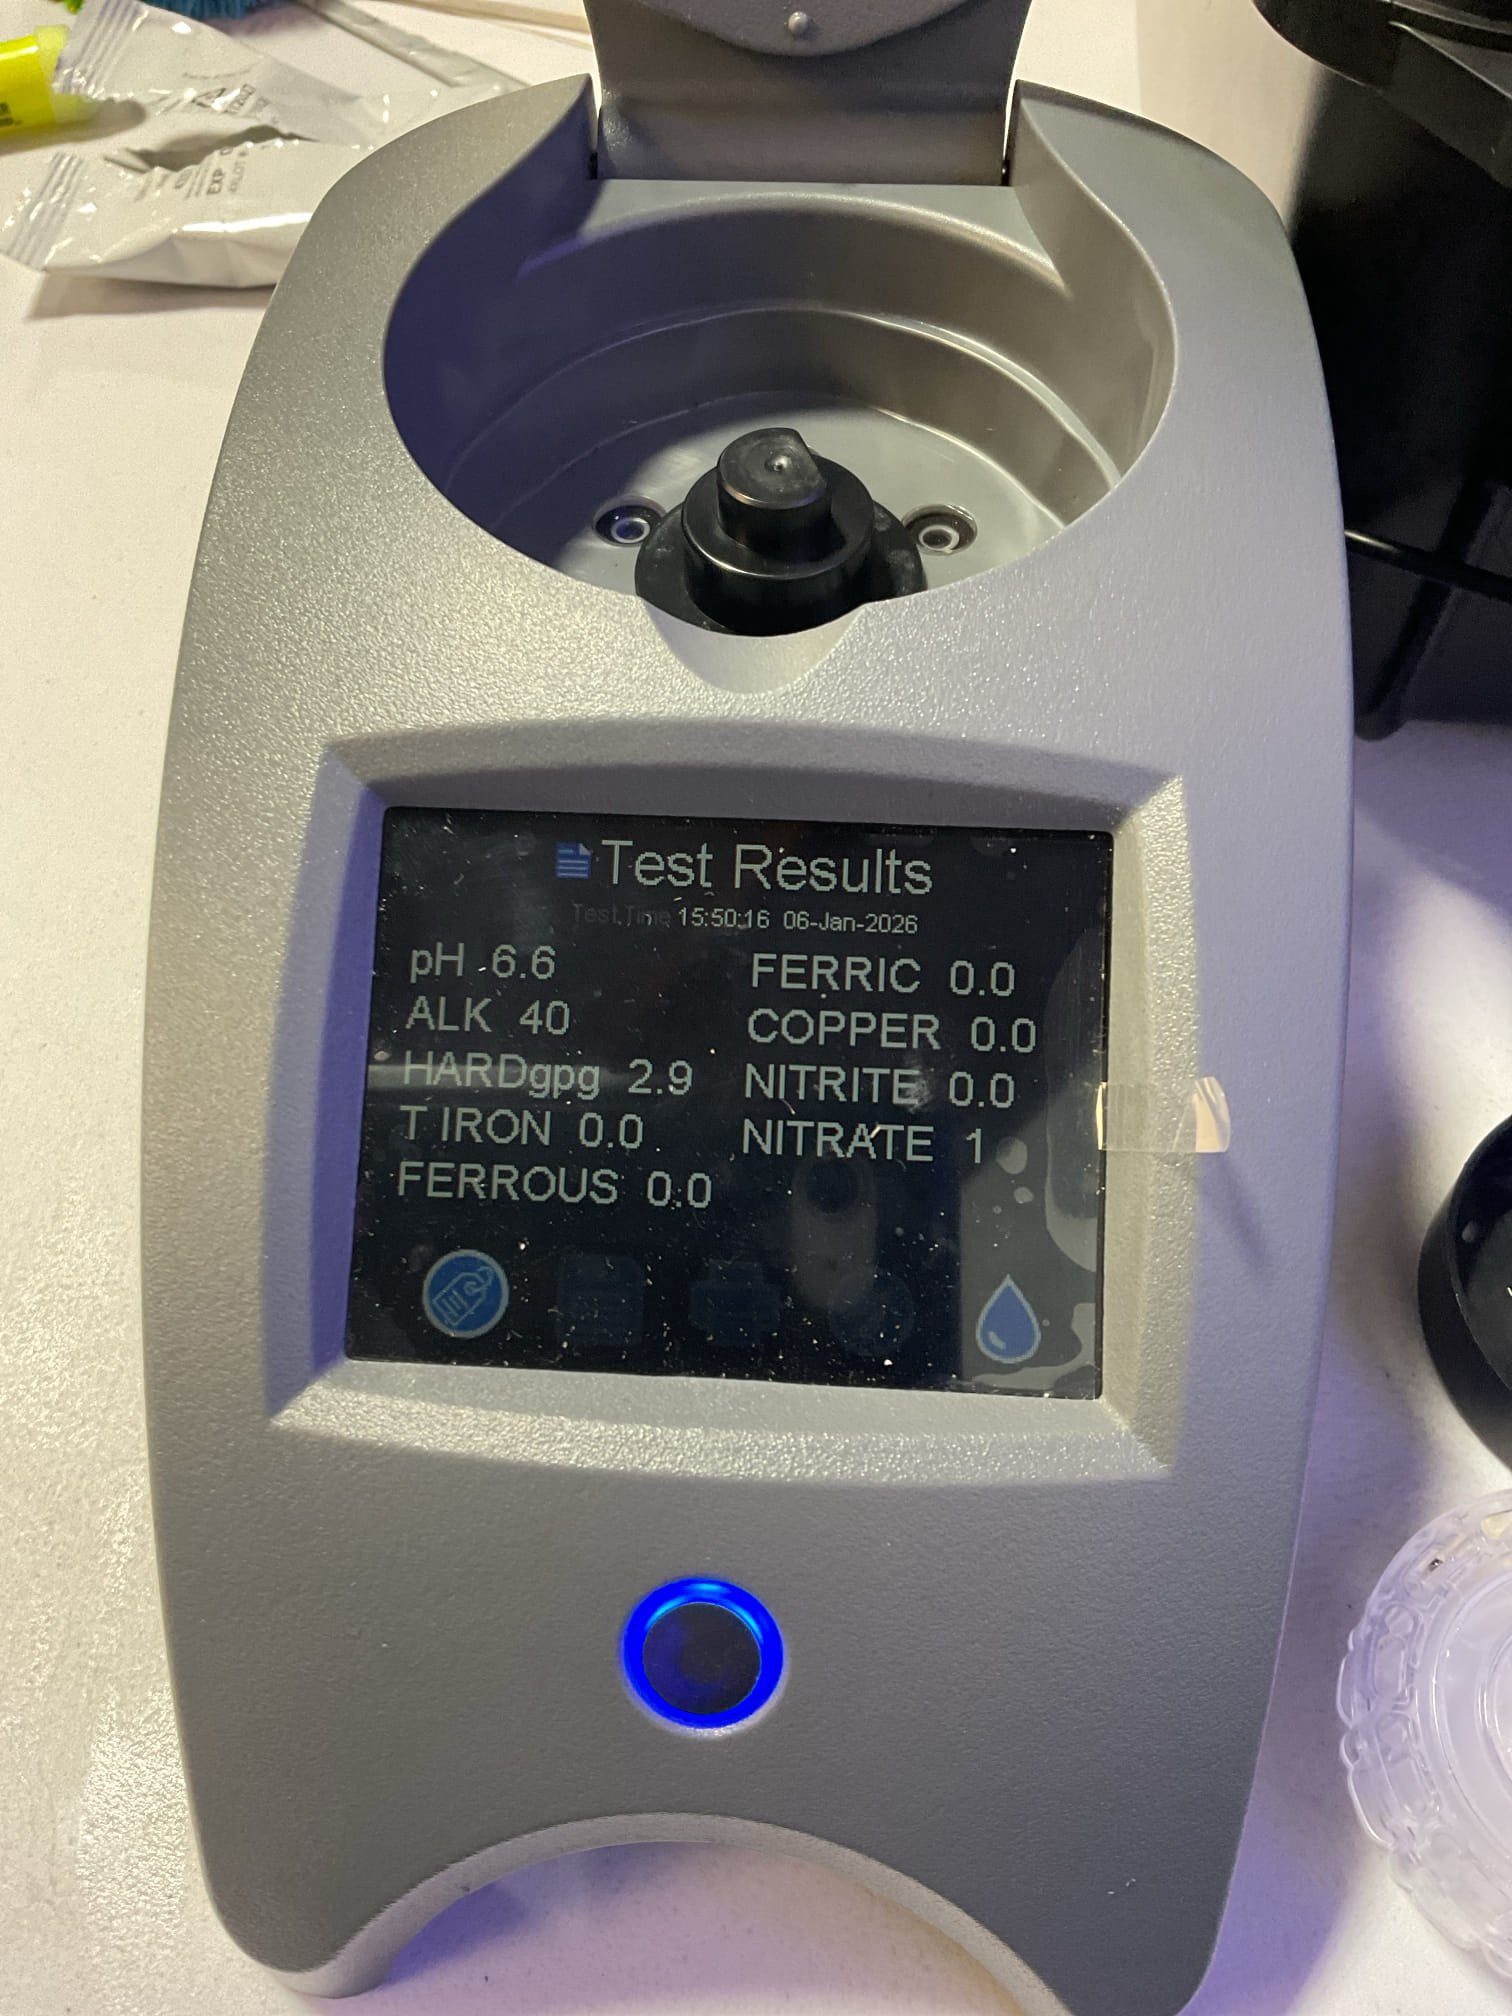 EXP
Test Results
Test Time 15:50:16 06-Jan-2026
pH 6.6
ALK 40
HARDgpg 2.9
T IRON 0.0
FERROUS 0.0
FERRIC 0.0
COPPER 0.0
NITRITE 0.0
NITRATE 1